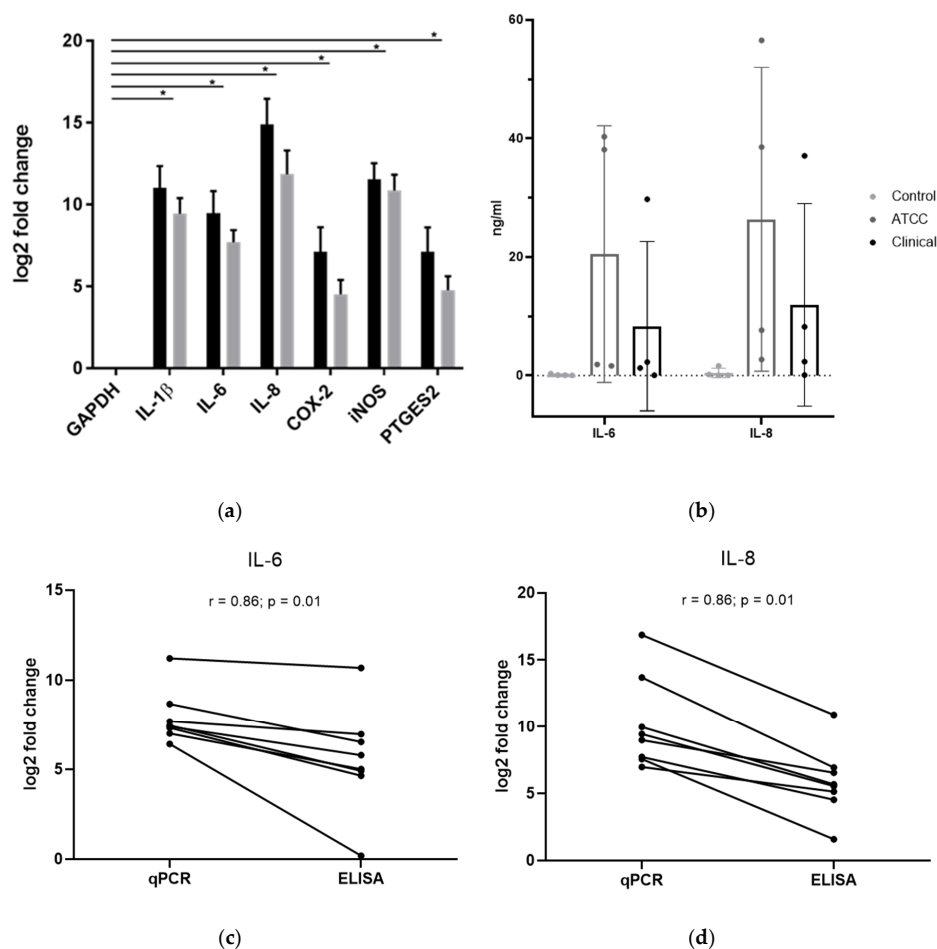 20
15
10
5
0
log2 fold change
* * * * * *
GAPDH IL-1β IL-6 IL-8 COX-2 iNOS PTGES2
(a)
60
40
20
0
ng/ml
IL-6 IL-8
Control
ATCC
Clinical
(b)
IL-6
r = 0.86; p = 0.01
15
10
5
0
log2 fold change
qPCR ELISA
(c)
IL-8
r = 0.86; p = 0.01
20
15
10
5
0
log2 fold change
qPCR ELISA
(d)